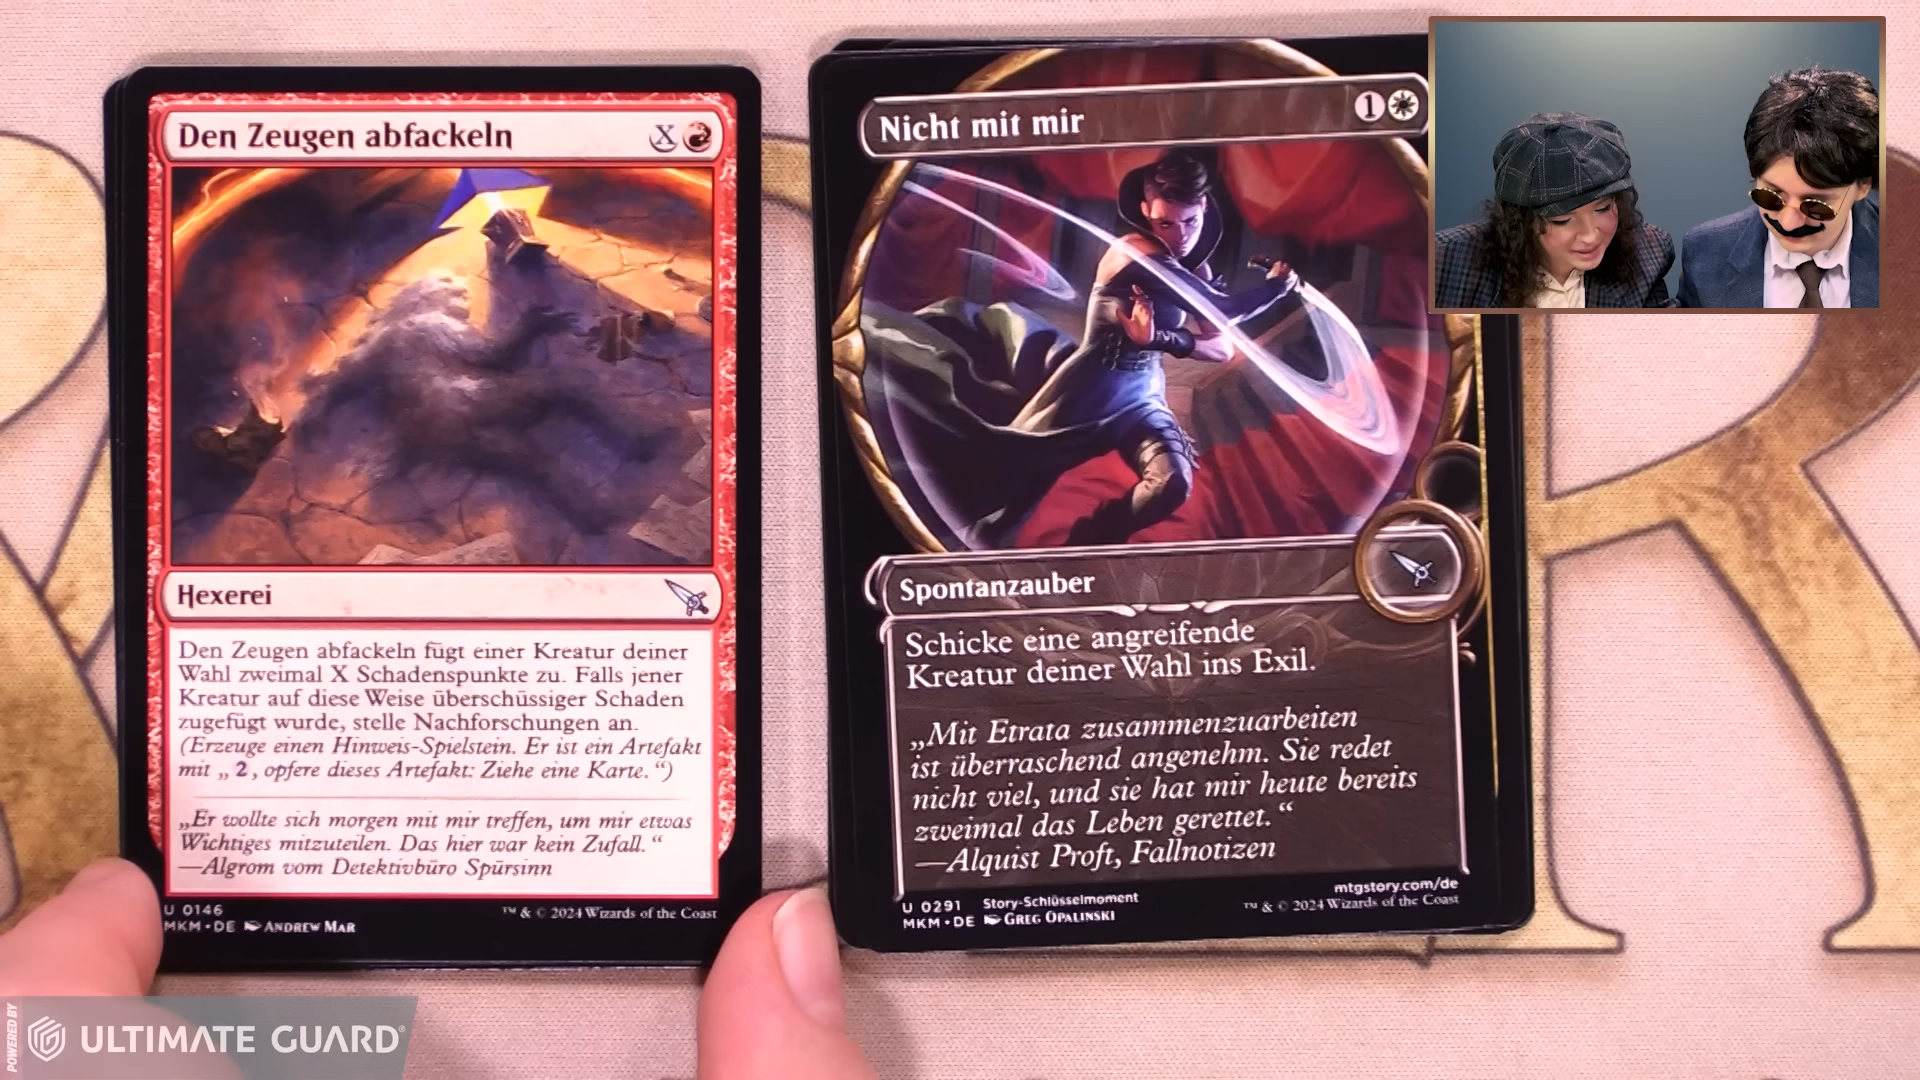 Den Zeugen abfackeln X
Hexerei
Den Zeugen abfackeln fügt einer Kreatur deiner
Wahl zweimal X Schadenspunkte zu. Falls jener
Kreatur auf diese Weise überschüssiger Schaden
zugefügt wurde, stelle Nachforschungen an.
(Erzeuge einen Hinweis-Spielstein. Er ist ein Artefakt
mit „2, opfere dieses Artefakt: Ziehe eine Karte.“)
„Er wollte sich morgen mit mir treffen, um mir etwas
Wichtiges mitzuteilen. Das hier war kein Zufall.“
—Algrom vom Detektivbüro Spürsinn
U 0146 ™ & © 2024 Wizards of the Coast
MKM • DE ANDREW MAR
Nicht mit mir 1
Spontanzauber
Schicke eine angreifende
Kreatur deiner Wahl ins Exil.
„Mit Etrata zusammenzuarbeiten
ist überraschend angenehm. Sie redet
nicht viel, und sie hat mir heute bereits
zweimal das Leben gerettet.“
—Alquist Proft, Fallnotizen
U 0291 Story-Schlüsselmoment mtgstory.com/de
MKM • DE GREG OPALINSKI ™ & © 2024 Wizards of the Coast
POWERED BY
ULTIMATE GUARD®